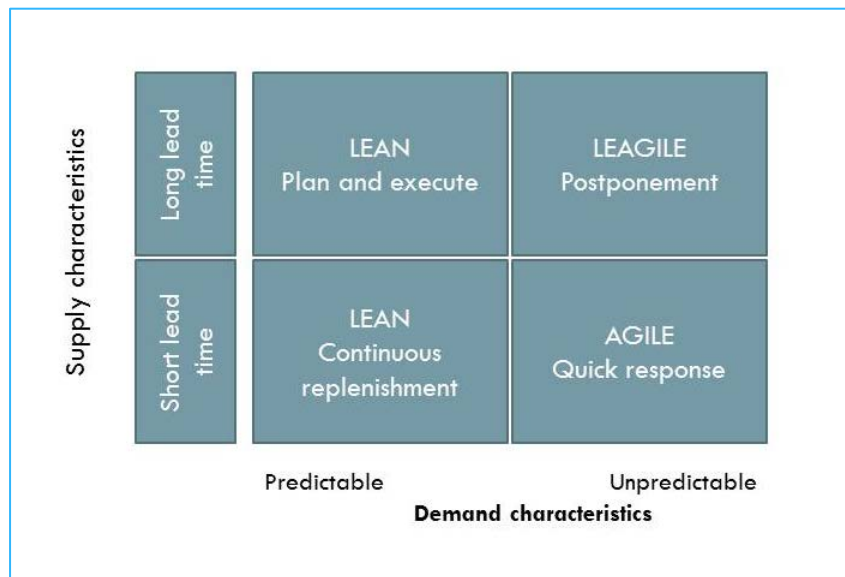 Supply characteristics
Long lead
time
LEAN
Plan and execute
LEAGILE
Postponement
Short lead
time
LEAN
Continuous
replenishment
AGILE
Quick response
Predictable
Unpredictable
Demand characteristics